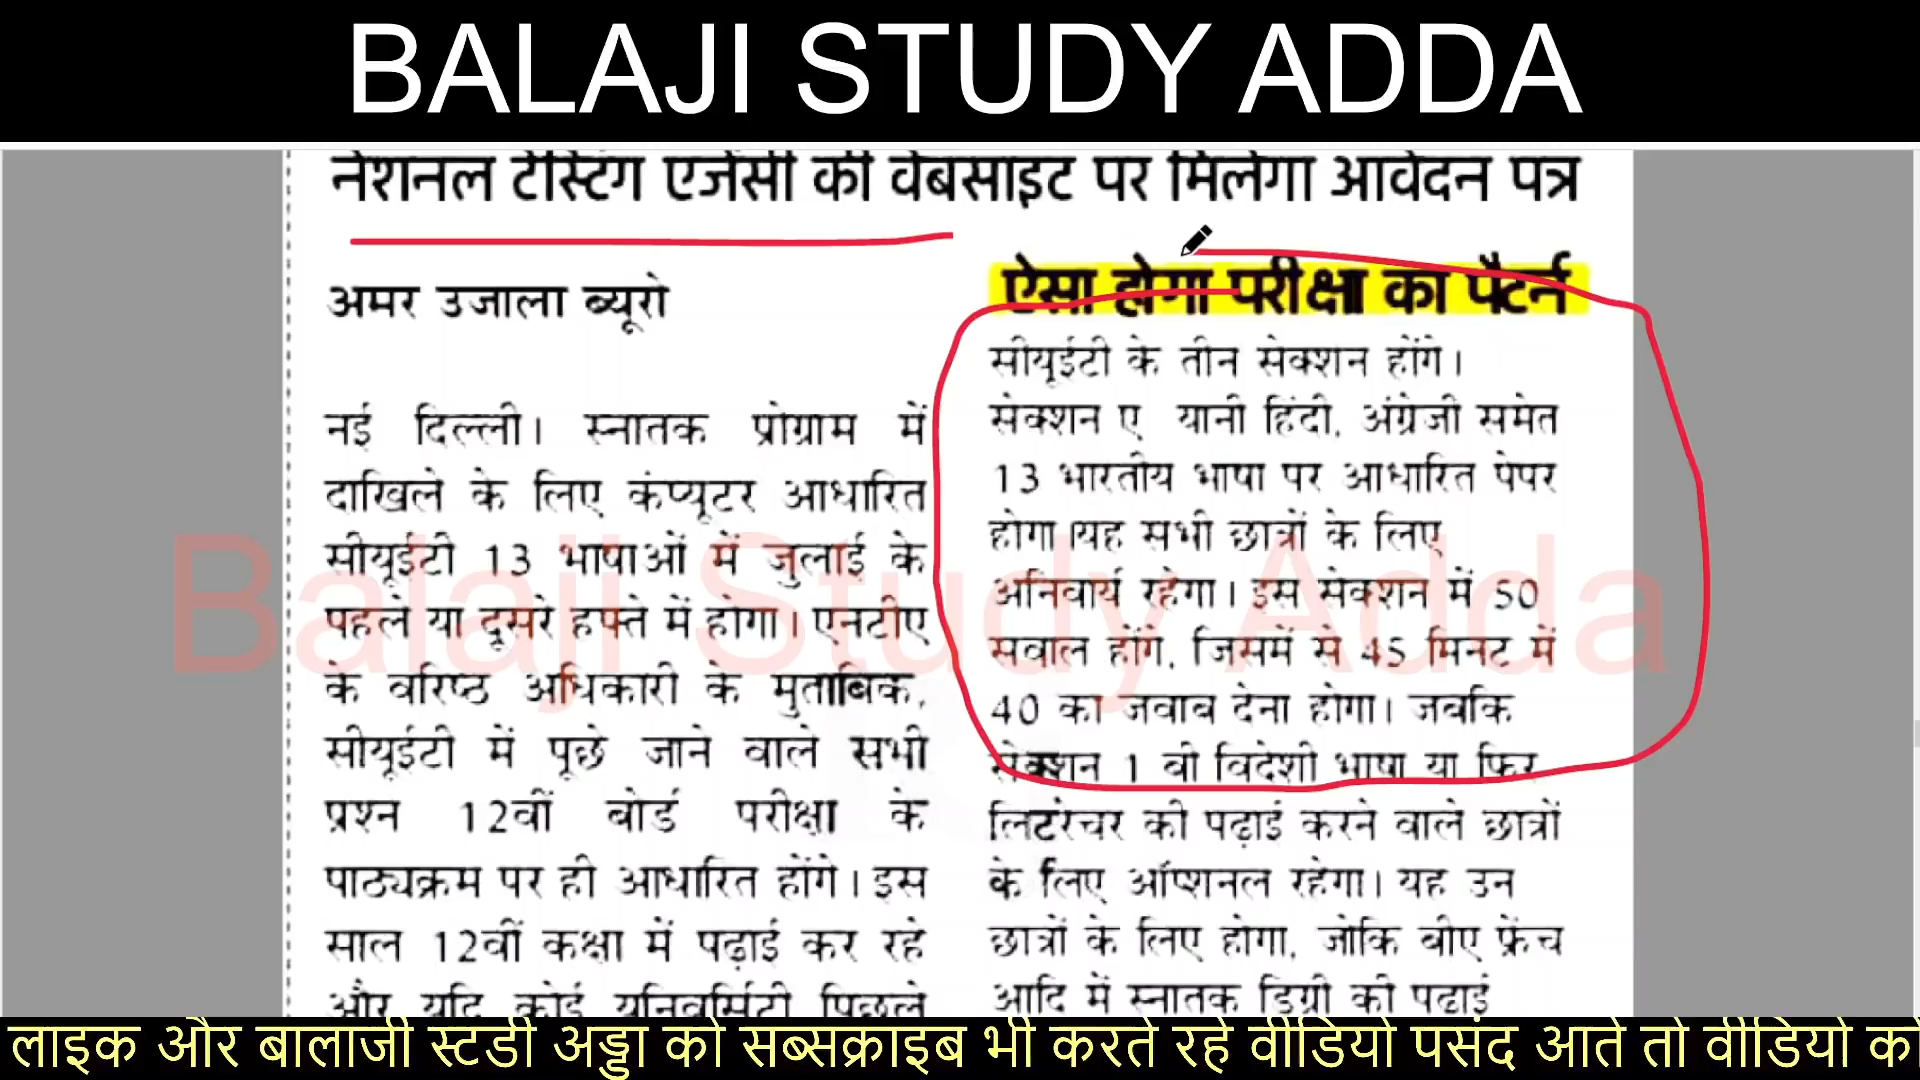 BALAJI STUDY ADDA
नेशनल टेस्टिंग एजेंसी की वेबसाइट पर मिलेगा आवेदन पत्र
अमर उजाला ब्यूरो
नई दिल्ली। स्नातक प्रोग्राम में
दाखिले के लिए कंप्यूटर आधारित
सीयूईटी 13 भाषाओं में जुलाई के
पहले या दूसरे हफ्ते में होगा। एनटीए
के वरिष्ठ अधिकारी के मुताबिक,
सीयूईटी में पूछे जाने वाले सभी
प्रश्न 12वीं बोर्ड परीक्षा के
पाठ्यक्रम पर ही आधारित होंगे। इस
साल 12वीं कक्षा में पढ़ाई कर रहे
और यदि कोई यूनिवर्सिटी पिछले
ऐसा होगा परीक्षा का पैटर्न
सीयूईटी के तीन सेक्शन होंगे।
सेक्शन ए यानी हिंदी, अंग्रेजी समेत
13 भारतीय भाषा पर आधारित पेपर
होगा।यह सभी छात्रों के लिए
अनिवार्य रहेगा। इस सेक्शन में 50
सवाल होंगे, जिसमें से 45 मिनट में
40 का जवाब देना होगा। जबकि
सेक्शन 1 बी विदेशी भाषा या फिर
लिटरेचर की पढ़ाई करने वाले छात्रों
के लिए ऑप्शनल रहेगा। यह उन
छात्रों के लिए होगा, जोकि बीए फ्रेंच
आदि में स्नातक डिग्री की पढ़ाई
Balaji Study Adda
लाइक और बालाजी स्टडी अड्डा को सब्सक्राइब भी करते रहे वीडियो पसंद आते तो वीडियो को